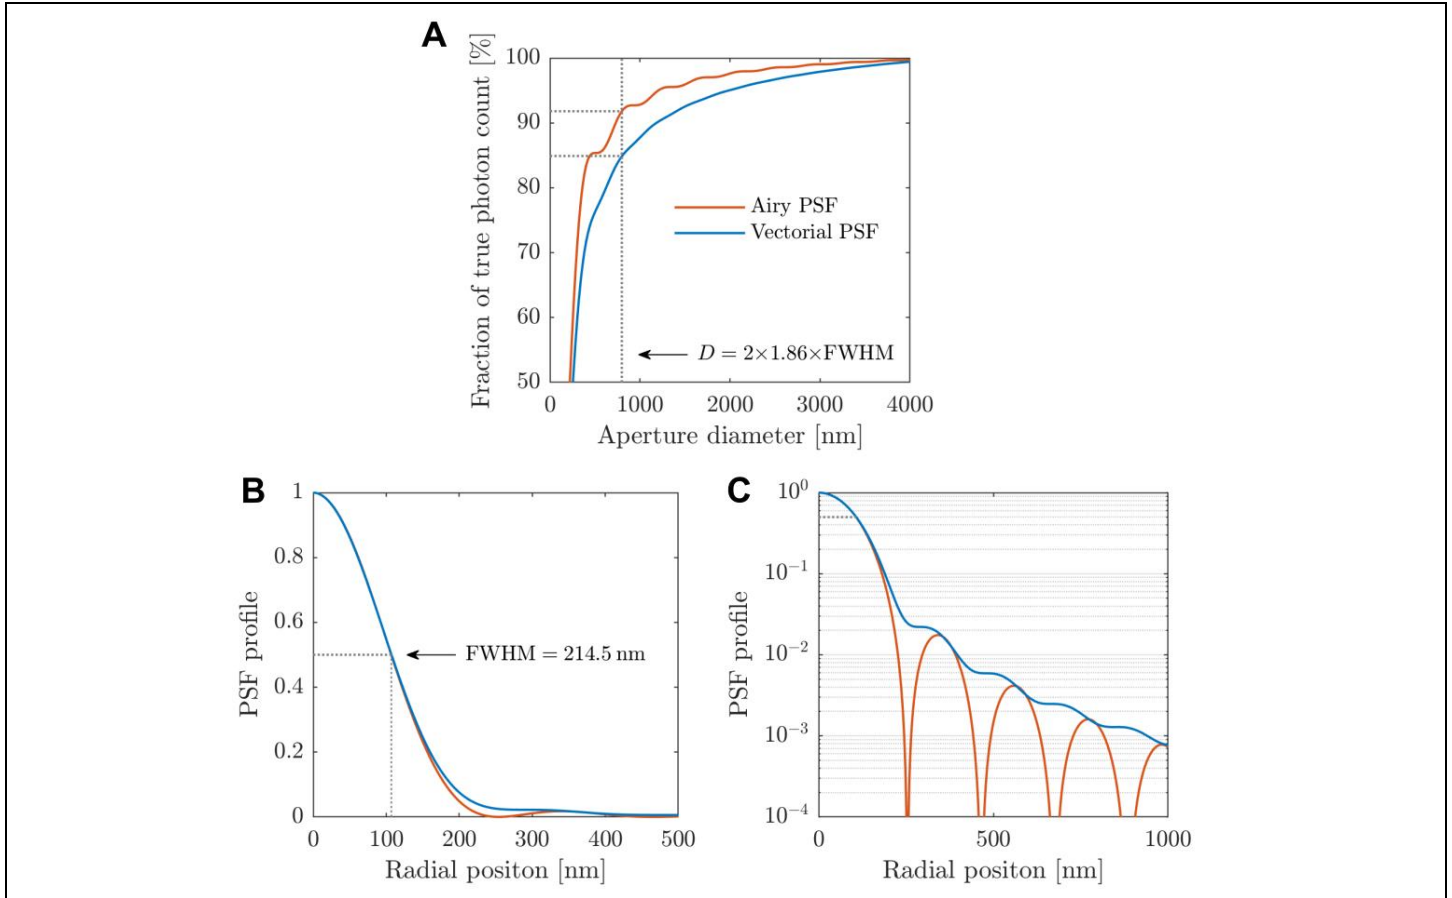 A
Fraction of true photon count [%]
100
90
80
70
60
50
Airy PSF
Vectorial PSF
D = 2×1.86×FWHM
0 1000 2000 3000 4000
Aperture diameter [nm]
B
PSF profile
1
0.8
0.6
0.4
0.2
0
FWHM = 214.5 nm
0 100 200 300 400 500
Radial positon [nm]
C
PSF profile
10⁰
10⁻¹
10⁻²
10⁻³
10⁻⁴
0 500 1000
Radial positon [nm]